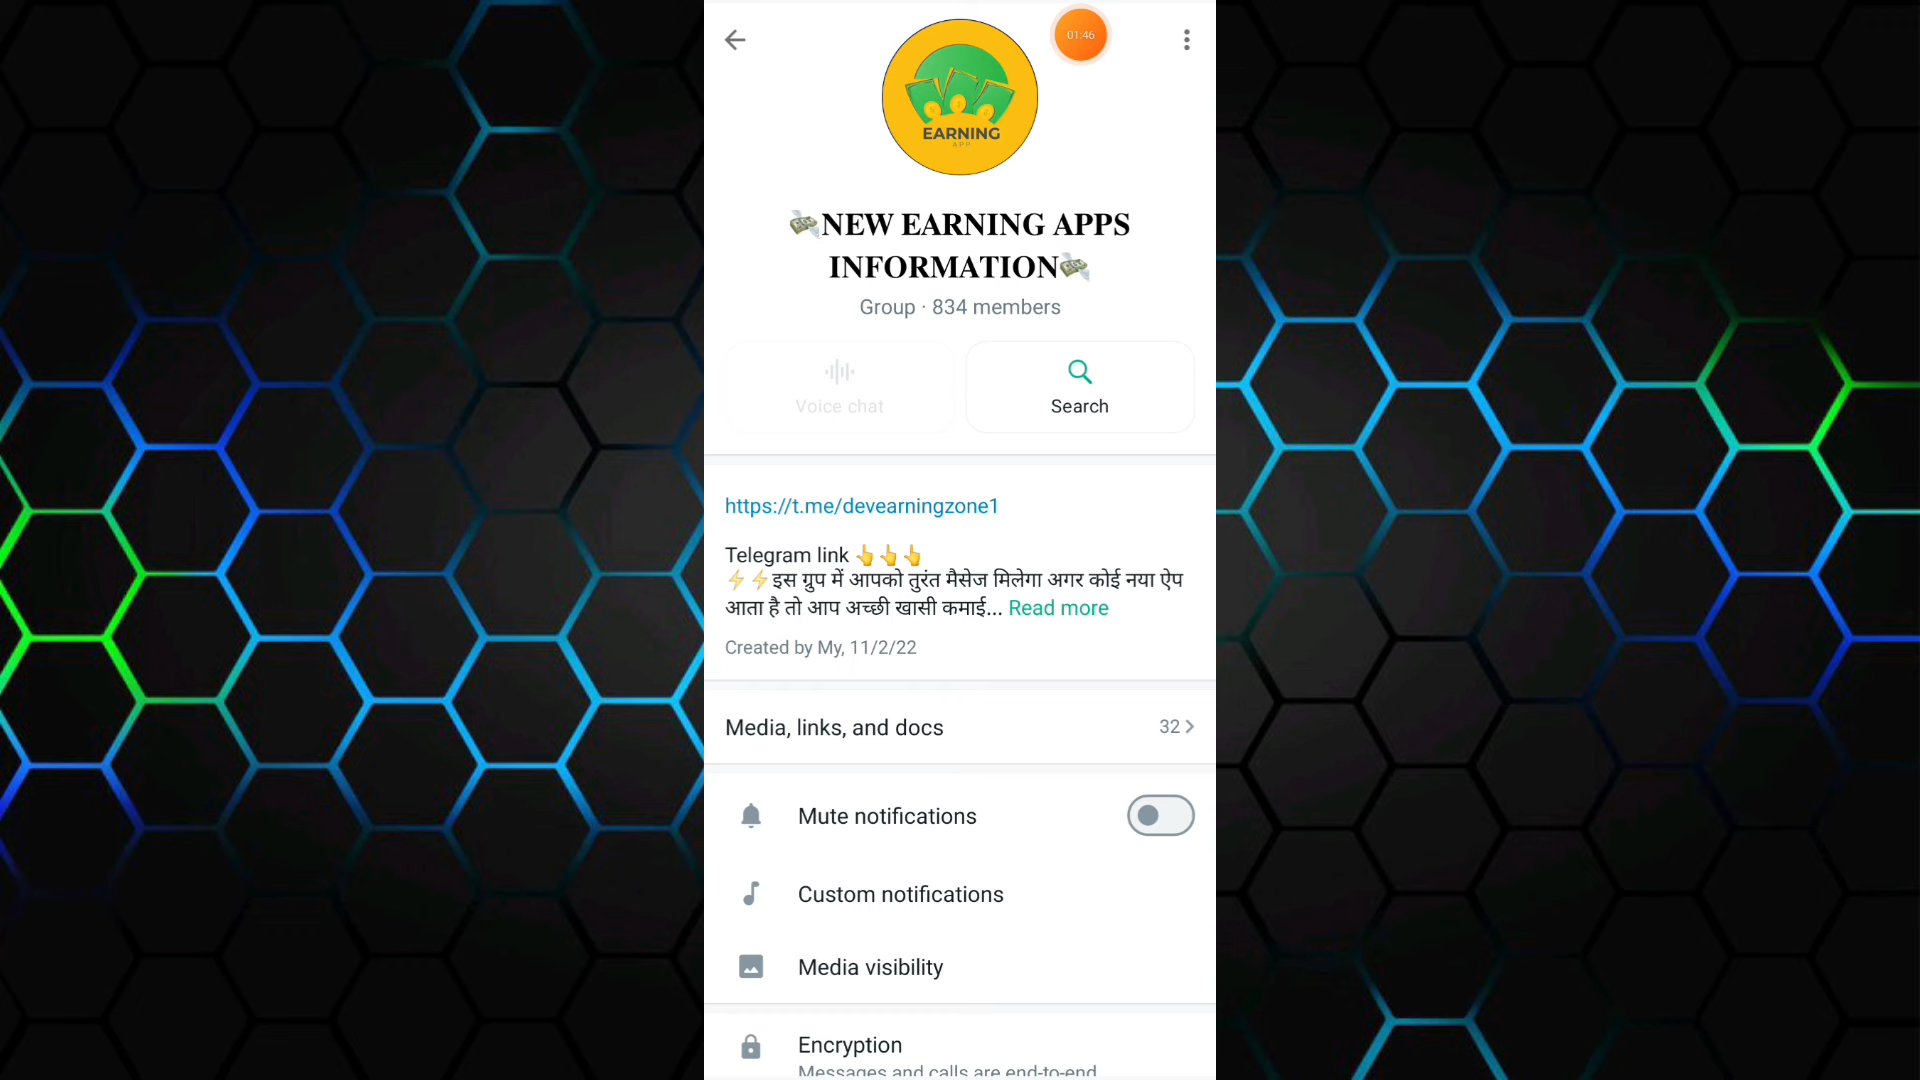 01:46
EARNING
APP
💸NEW EARNING APPS
INFORMATION💸
Group · 834 members
Voice chat
Search
https://t.me/devearningzone1
Telegram link 👆👆👆
⚡⚡इस ग्रुप में आपको तुरंत मैसेज मिलेगा अगर कोई नया ऐप
आता है तो आप अच्छी खासी कमाई... Read more
Created by My, 11/2/22
Media, links, and docs
32
Mute notifications
Custom notifications
Media visibility
Encryption
Messages and calls are end-to-end